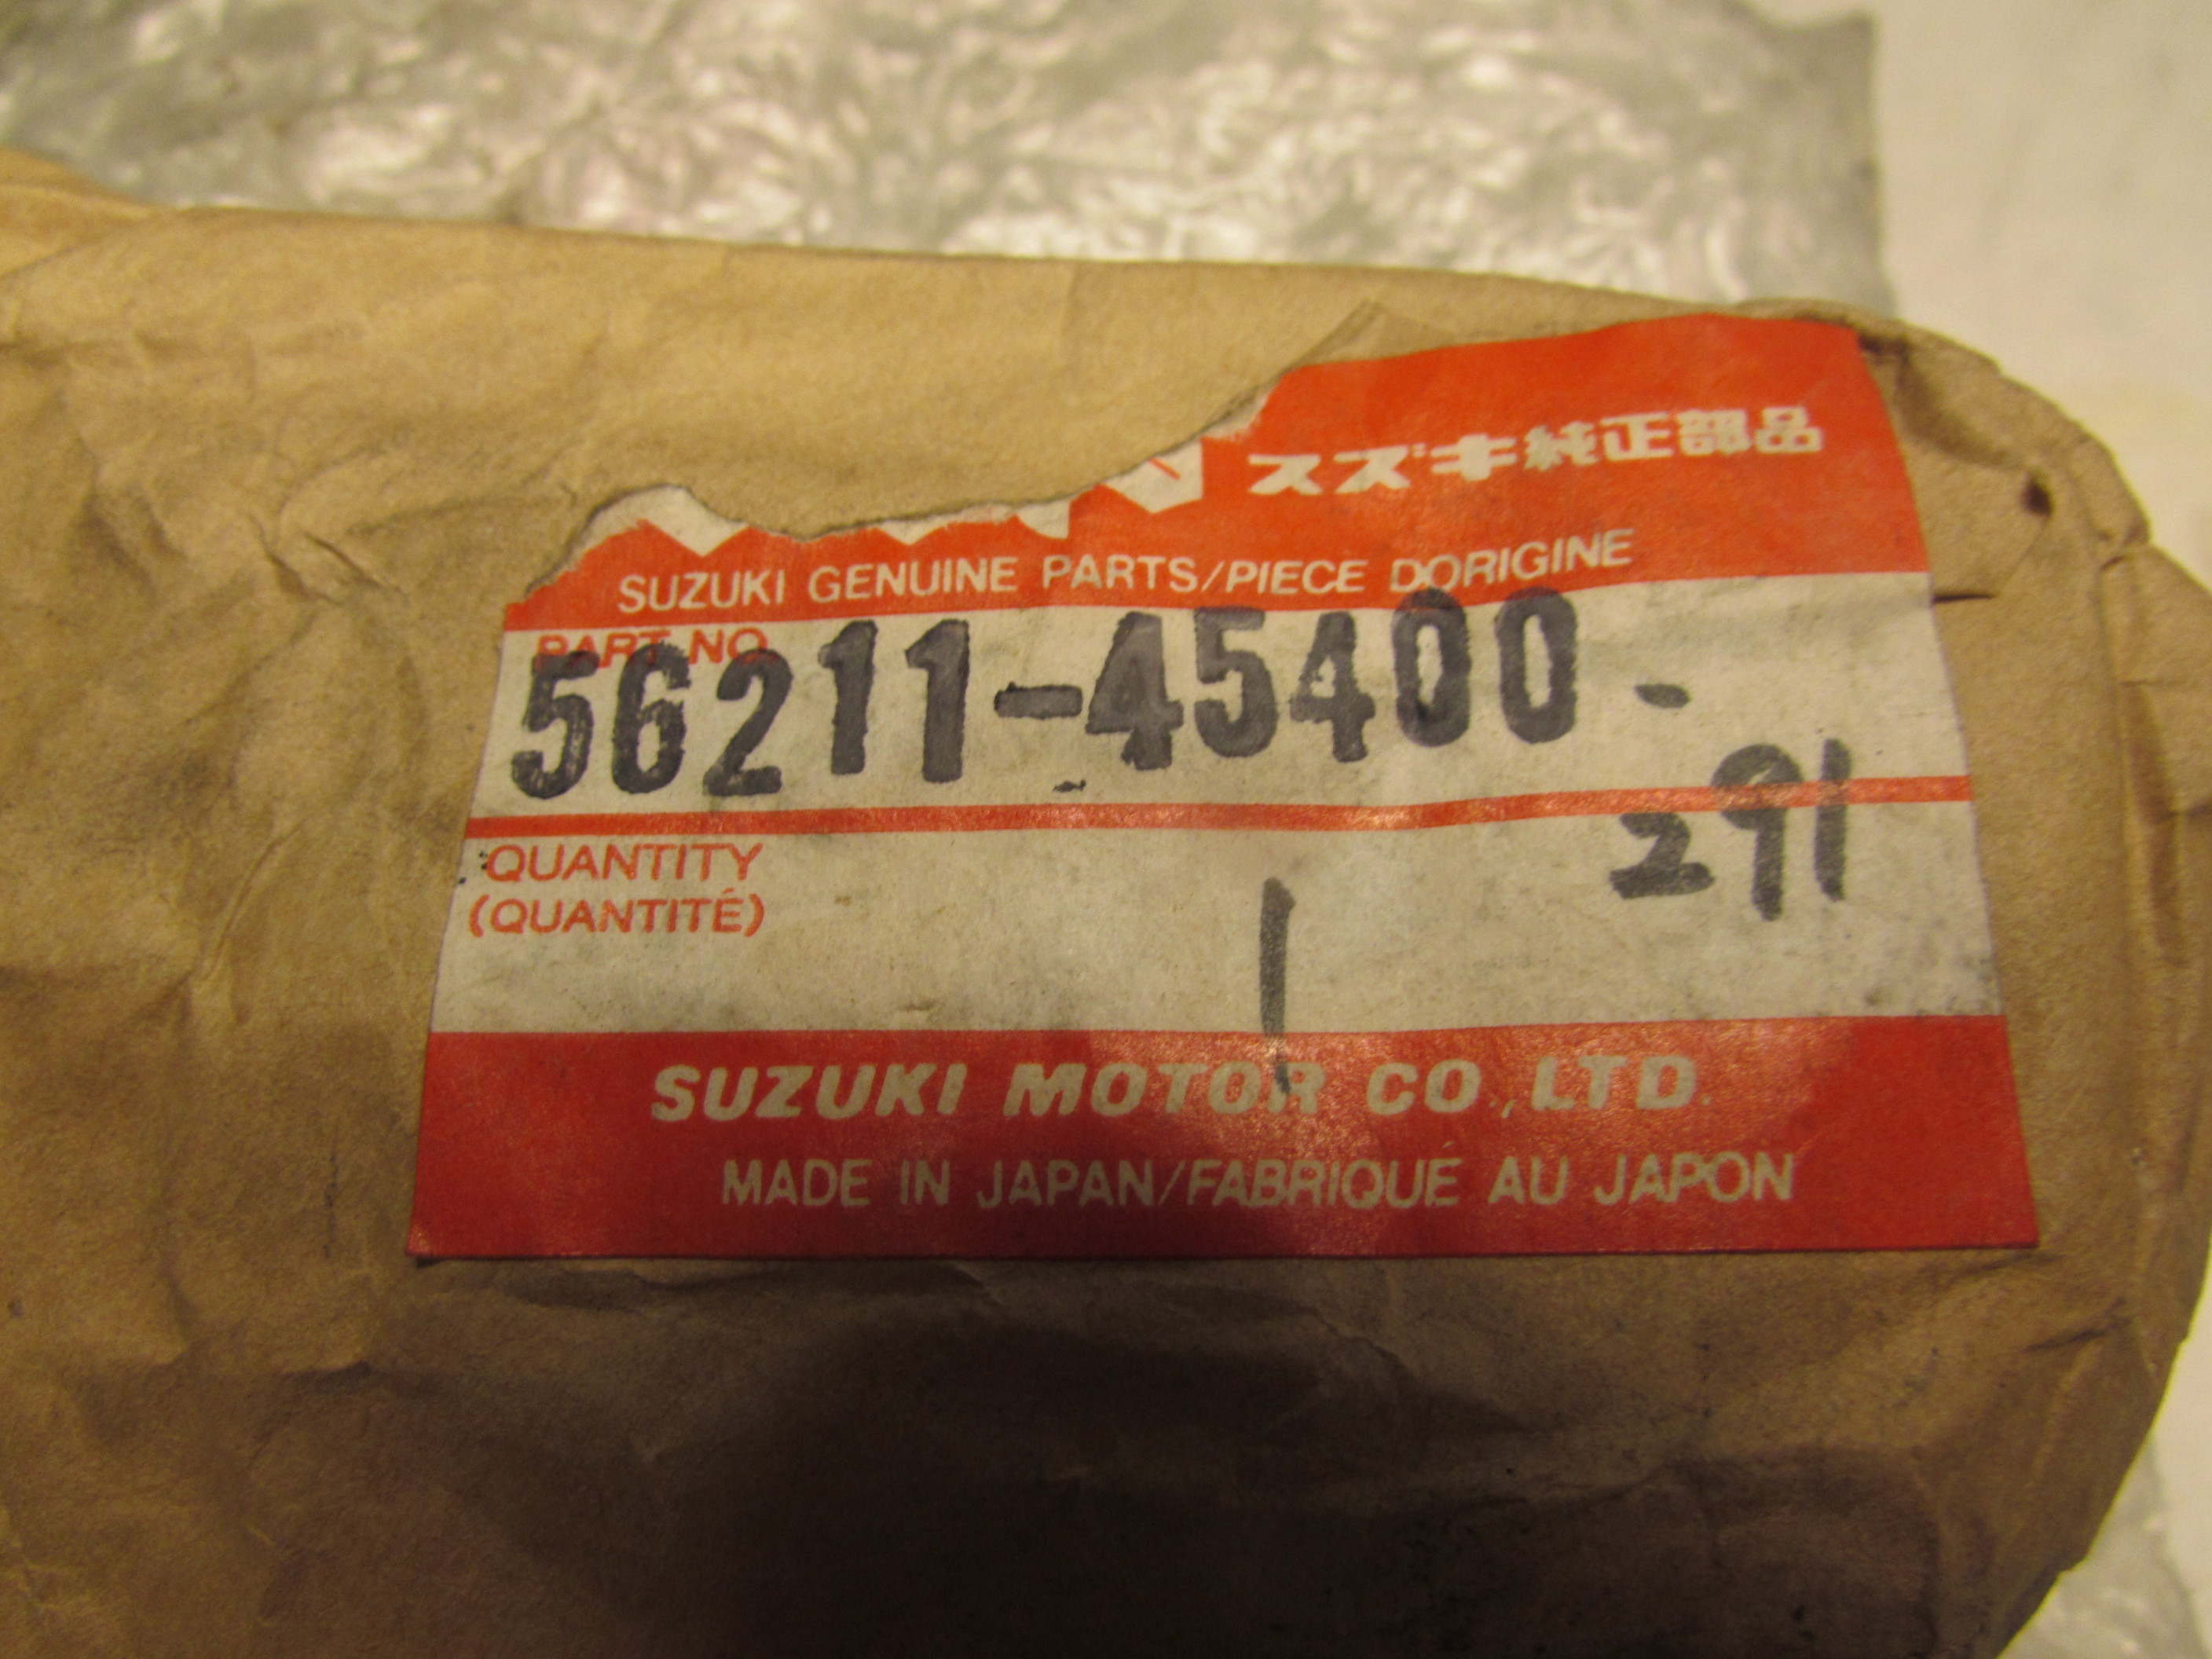 スズキ純正部品
SUZUKI GENUINE PARTS/PIECE DORIGINE
PART NO.
56211-45400-
291
QUANTITY
(QUANTITÉ)
1
SUZUKI MOTOR CO.,LTD.
MADE IN JAPAN/FABRIQUÉ AU JAPON